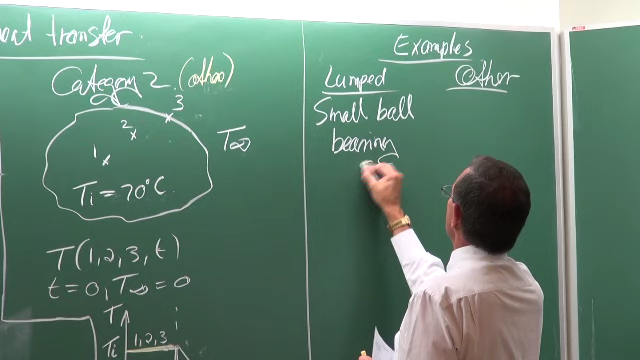 transfer.
Category 2. (other)
3
2
1
T∞
Ti = 70°C
T(1,2,3,t)
t=0, T∞=0
T
Ti
1,2,3
Examples
Lumped
Other
Small ball
bearing